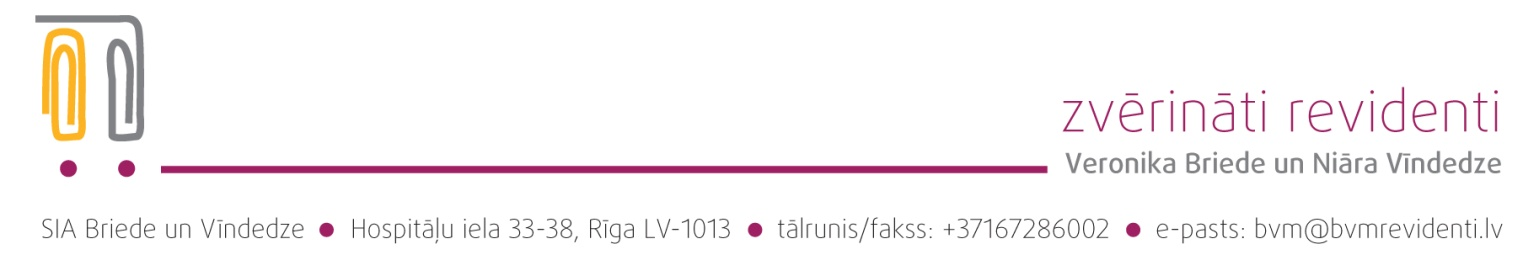 zvērināti revidenti
Veronika Briede un Niāra Vīndedze
SIA Briede un Vīndedze ● Hospitāļu iela 33-38, Rīga LV-1013 ● tālrunis/fakss: +37167286002 ● e-pasts: bvm@bvmrevidenti.lv